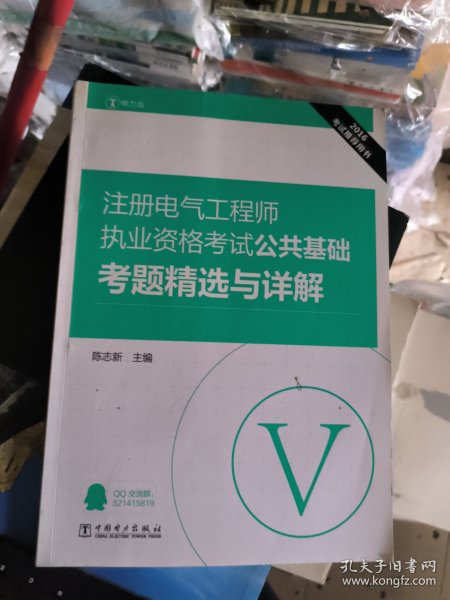 电力版
2016
考试推荐用书
注册电气工程师
执业资格考试公共基础
考题精选与详解
陈志新 主编
V
QQ交流群:
521415819
中国电力出版社
CHINA ELECTRIC POWER PRESS
孔夫子旧书网
www.kongfz.com